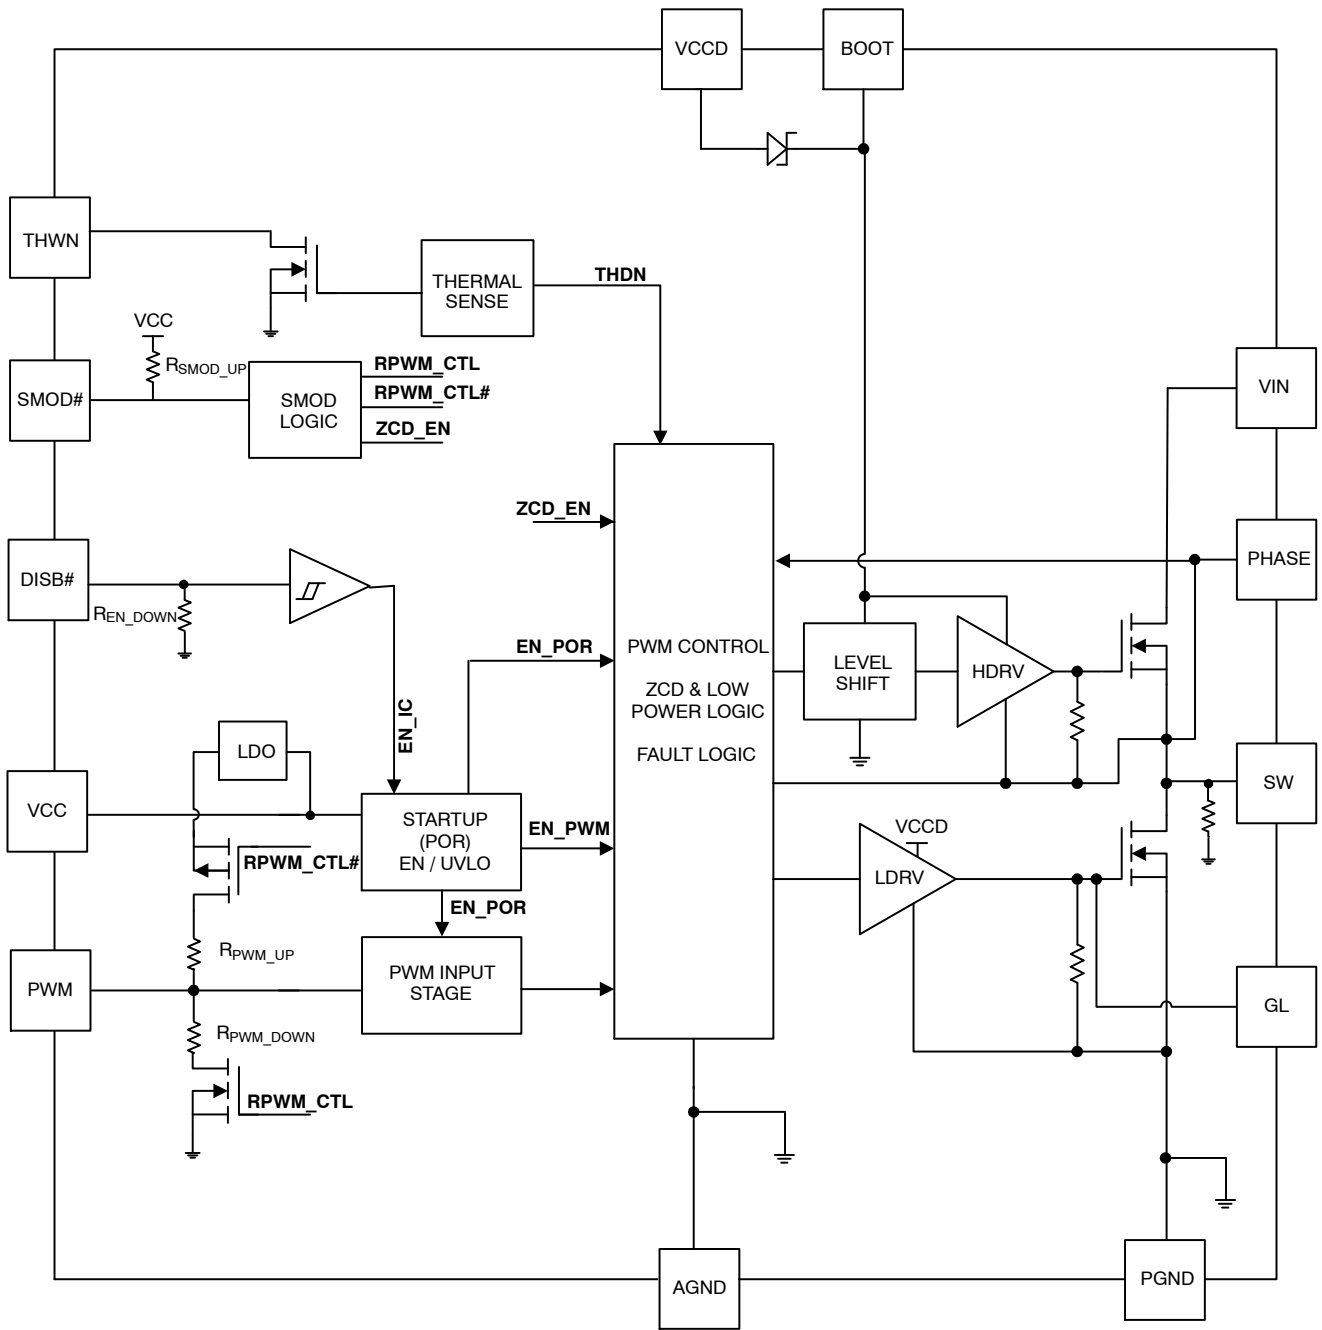 VCCD
BOOT
THWN
THERMAL
SENSE
THDN
VCC
RSMOD_UP
SMOD#
SMOD
LOGIC
RPWM_CTL
RPWM_CTL#
ZCD_EN
VIN
ZCD_EN
DISB#
REN_DOWN
PHASE
EN_IC
EN_POR
PWM CONTROL
ZCD & LOW
POWER LOGIC
FAULT LOGIC
LEVEL
SHIFT
HDRV
LDO
VCC
STARTUP
(POR)
EN / UVLO
EN_PWM
SW
VCCD
LDRV
RPWM_CTL#
EN_POR
RPWM_UP
PWM
PWM INPUT
STAGE
GL
RPWM_DOWN
RPWM_CTL
AGND
PGND